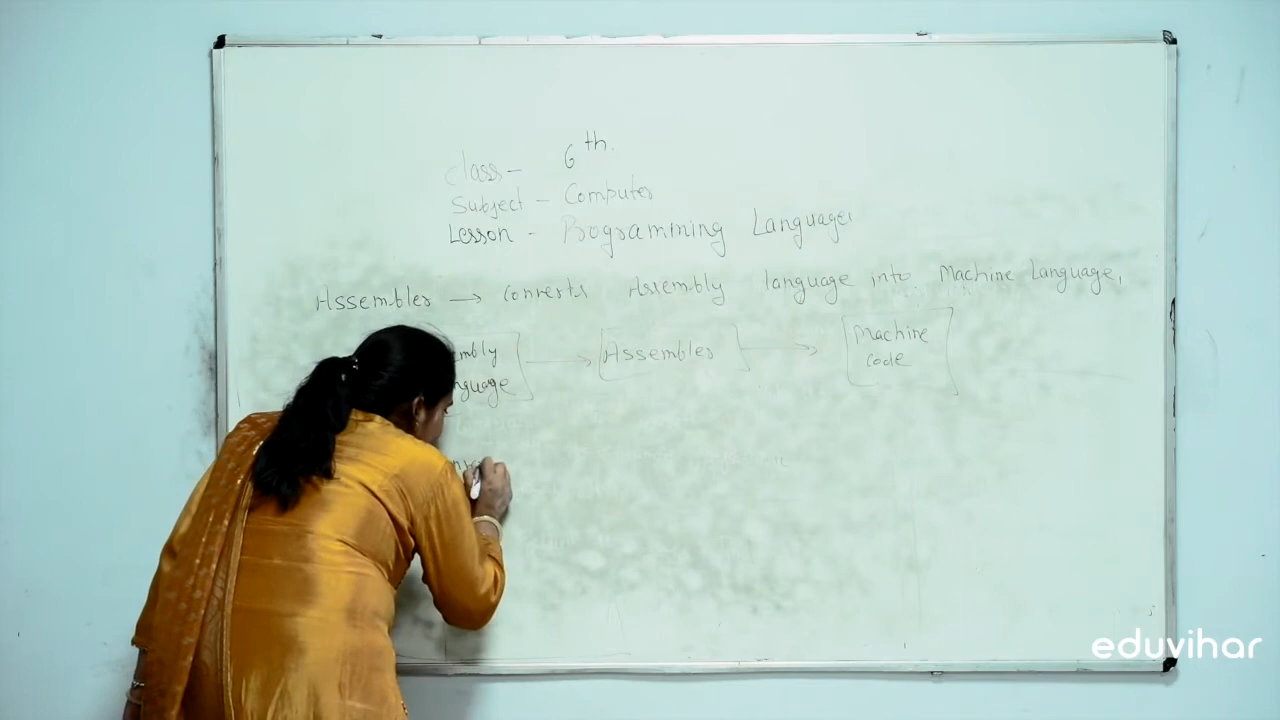 Class - 6th.
Subject - Computer
Lesson - Programming Language.
Assembler → Converts Assembly language into Machine Language.
embly → Assembler → Machine
nguage code
eduvihar